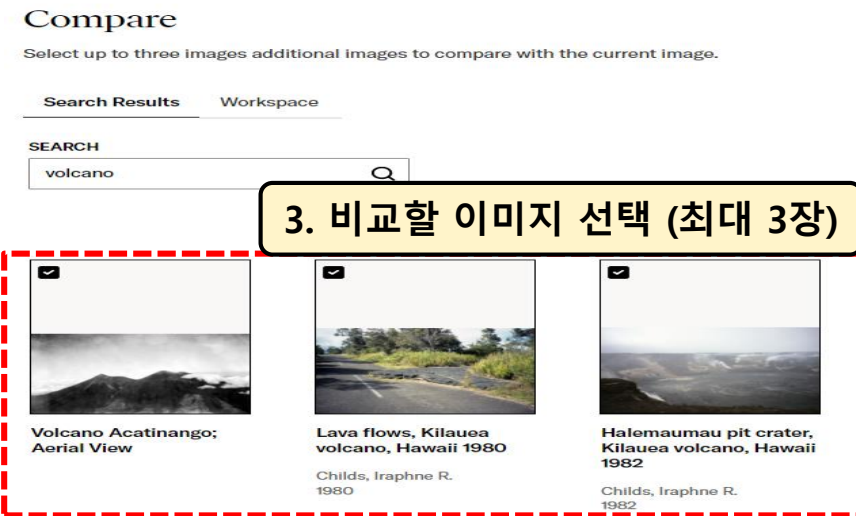 Compare
Select up to three images additional images to compare with the current image.
Search Results Workspace
SEARCH
volcano
3. 비교할 이미지 선택 (최대 3장)
Volcano Acatinango;
Aerial View
Lava flows, Kilauea
volcano, Hawaii 1980
Childs, Iraphne R.
1980
Halemaumau pit crater,
Kilauea volcano, Hawaii
1982
Childs, Iraphne R.
1982